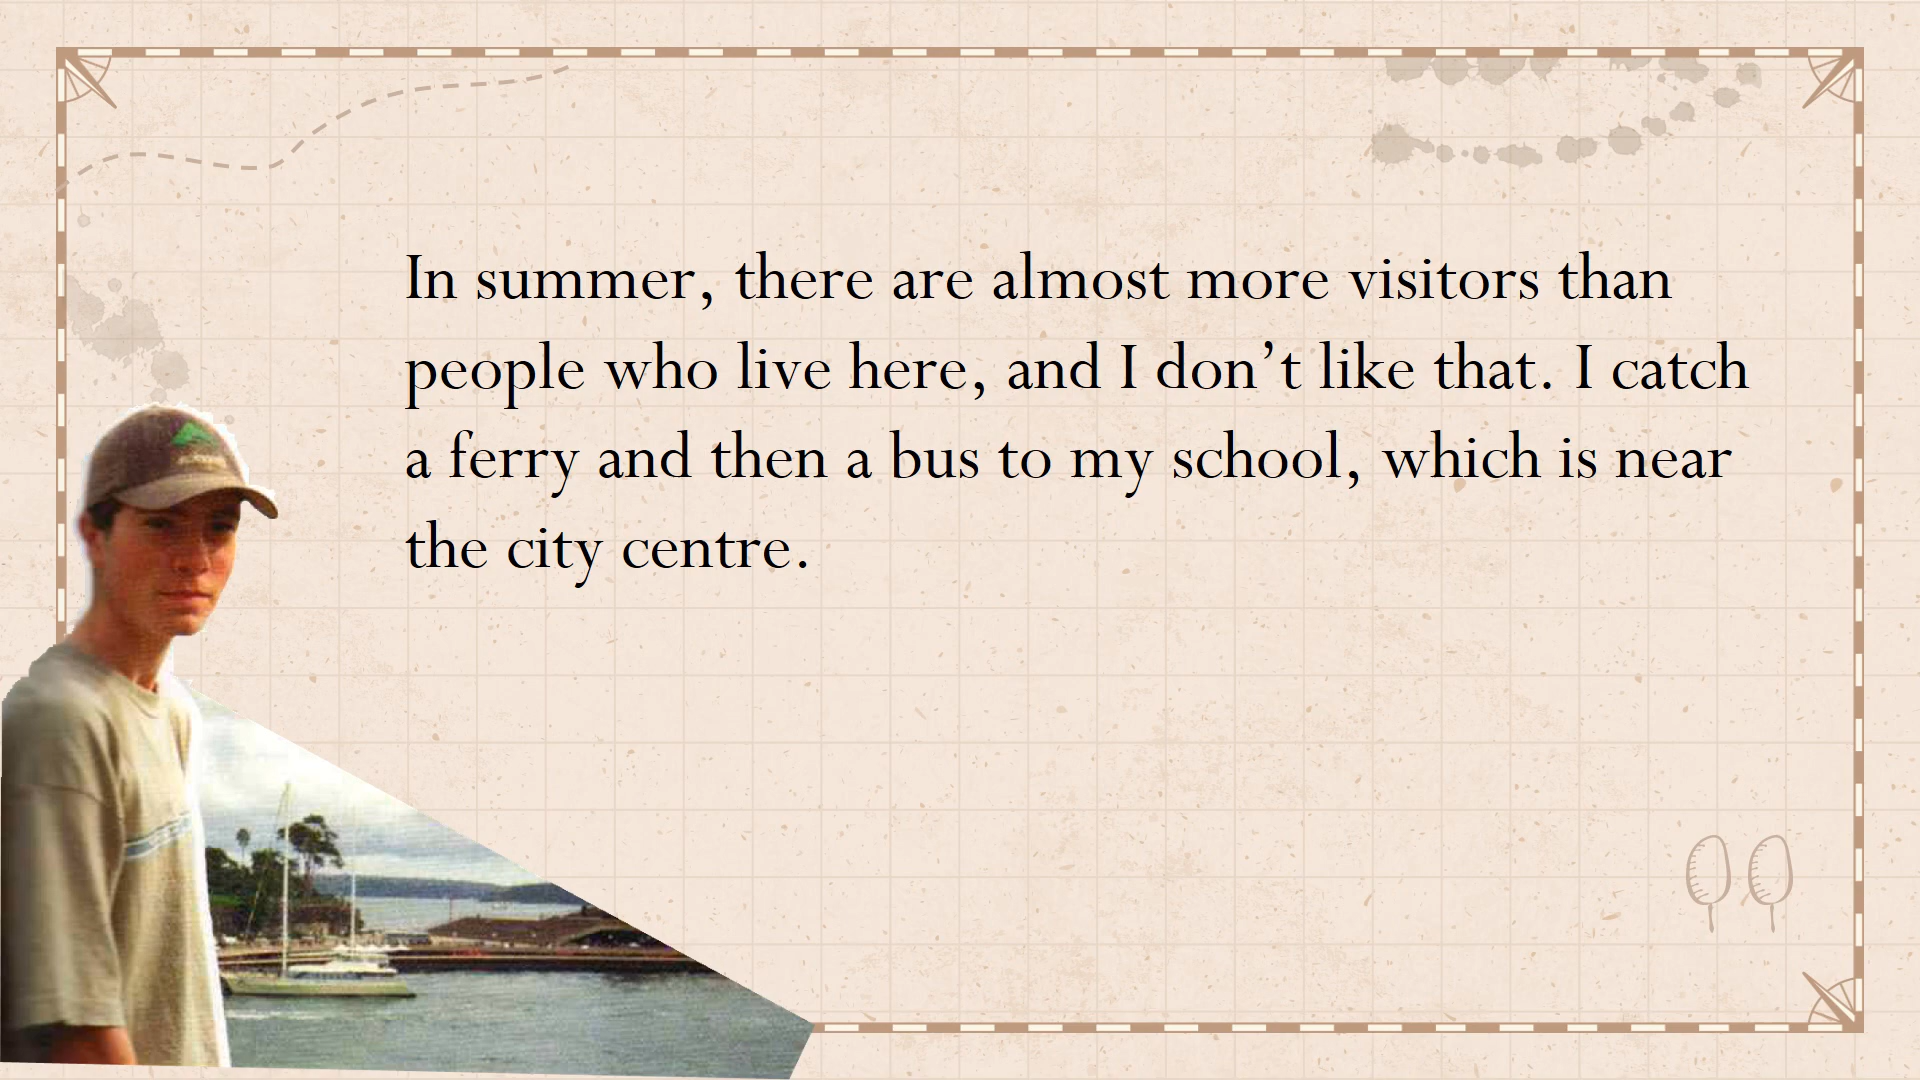 In summer, there are almost more visitors than
people who live here, and I don’t like that. I catch
a ferry and then a bus to my school, which is near
the city centre.